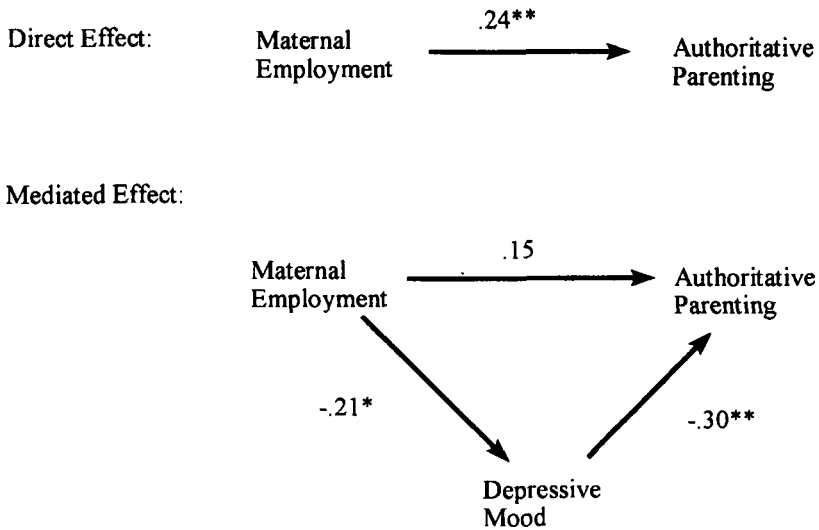 Direct Effect:
.24**
Maternal
Employment
Authoritative
Parenting
Mediated Effect:
.15
Maternal
Employment
Authoritative
Parenting
-.21*
-.30**
Depressive
Mood